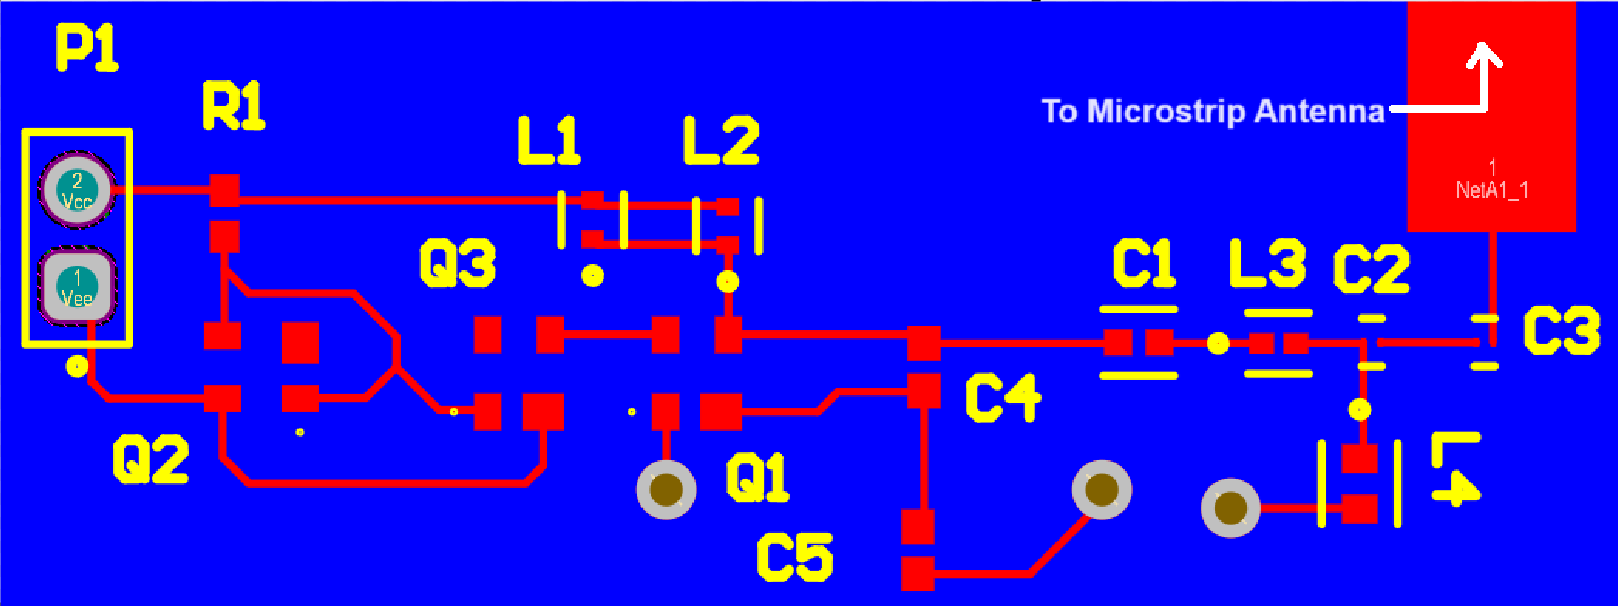 P1
R1
L1
L2
To Microstrip Antenna
1
NetA1_1
2
Vcc
1
Vee
Q3
C1
L3
C2
C3
C4
Q2
Q1
L4
C5